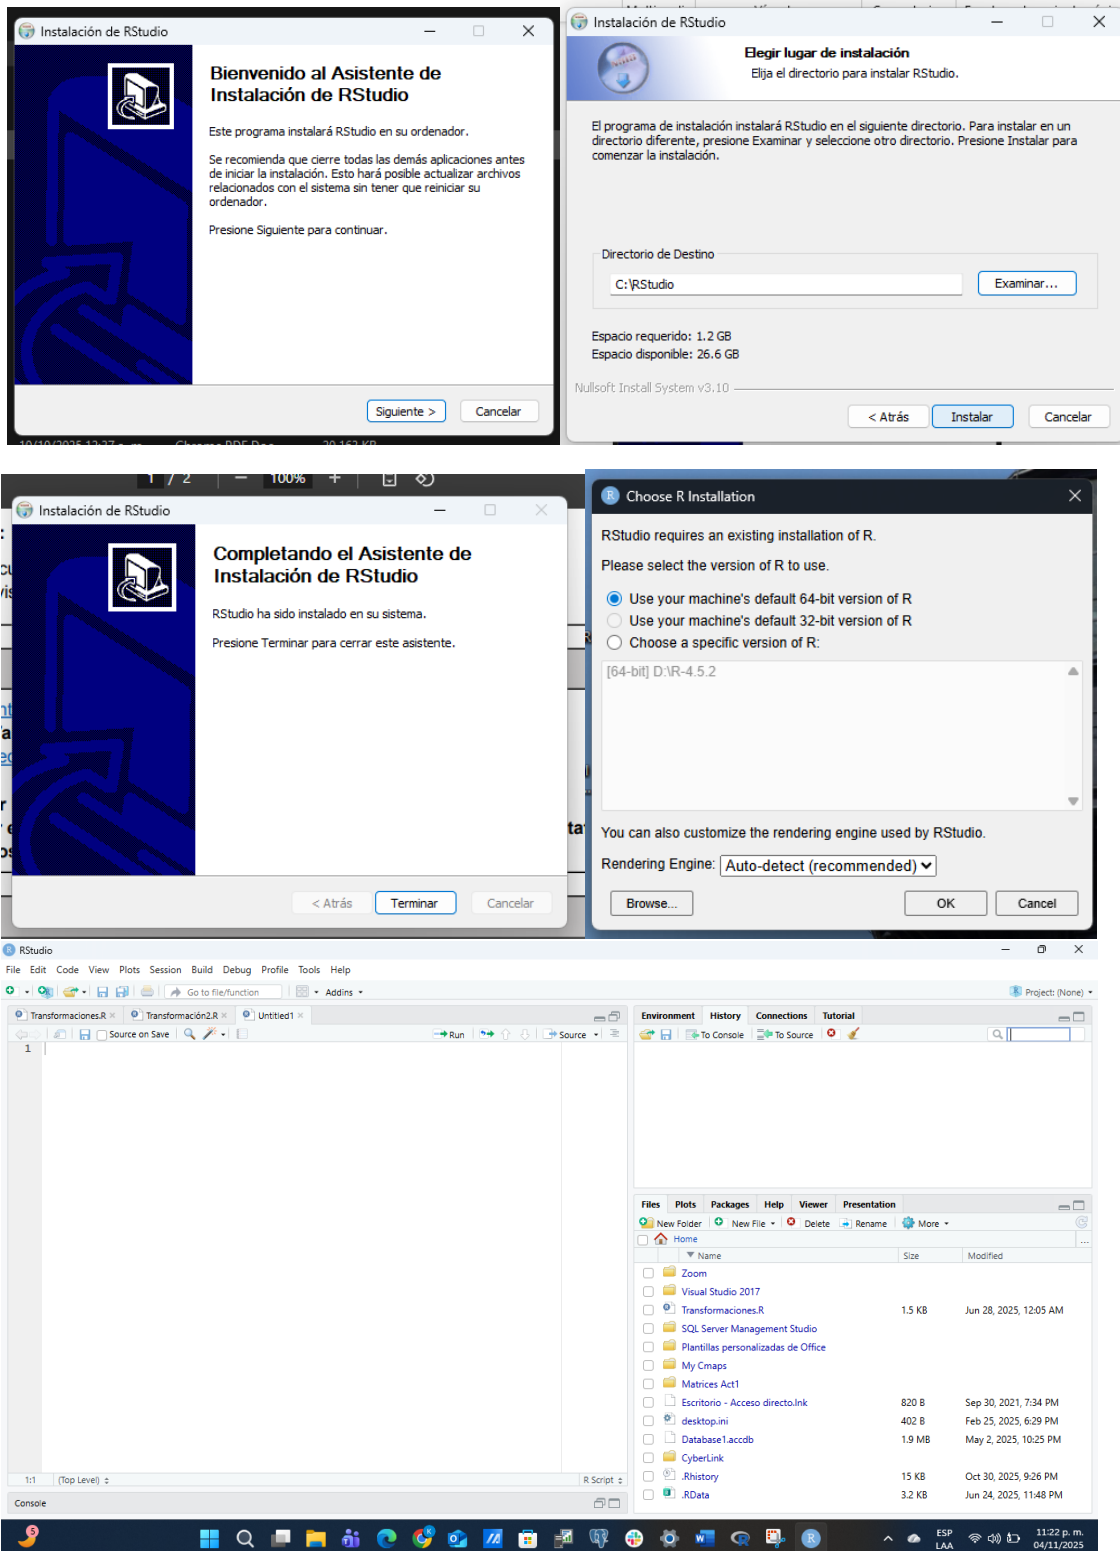 Instalación de RStudio
Bienvenido al Asistente de
Instalación de RStudio
Este programa instalará RStudio en su ordenador.
Se recomienda que cierre todas las demás aplicaciones antes
de iniciar la instalación. Esto hará posible actualizar archivos
relacionados con el sistema sin tener que reiniciar su
ordenador.
Presione Siguiente para continuar.
Siguiente >
Cancelar
Instalación de RStudio
Elegir lugar de instalación
Elija el directorio para instalar RStudio.
El programa de instalación instalará RStudio en el siguiente directorio. Para instalar en un
directorio diferente, presione Examinar y seleccione otro directorio. Presione Instalar para
comenzar la instalación.
Directorio de Destino
C:\RStudio
Examinar...
Espacio requerido: 1.2 GB
Espacio disponible: 26.6 GB
Nullsoft Install System v3.10
< Atrás
Instalar
Cancelar
1 / 2
100%
Instalación de RStudio
Completando el Asistente de
Instalación de RStudio
RStudio ha sido instalado en su sistema.
Presione Terminar para cerrar este asistente.
< Atrás
Terminar
Cancelar
Choose R Installation
RStudio requires an existing installation of R.
Please select the version of R to use.
Use your machine's default 64-bit version of R
Use your machine's default 32-bit version of R
Choose a specific version of R:
[64-bit] D:\R-4.5.2
You can also customize the rendering engine used by RStudio.
Rendering Engine: Auto-detect (recommended)
Browse...
OK
Cancel
RStudio
File Edit Code View Plots Session Build Debug Profile Tools Help
Go to file/function
Addins
Project: (None)
Transformaciones.R
Transformación2.R
Untitled1
Source on Save
Run
Source
1
1:1 (Top Level)
R Script
Console
Environment History Connections Tutorial
To Console To Source
Files Plots Packages Help Viewer Presentation
New Folder New File Delete Rename More
Home
Name Size Modified
Zoom
Visual Studio 2017
Transformaciones.R 1.5 KB Jun 28, 2025, 12:05 AM
SQL Server Management Studio
Plantillas personalizadas de Office
My Cmaps
Matrices Act1
Escritorio - Acceso directo.lnk 820 B Sep 30, 2021, 7:34 PM
desktop.ini 402 B Feb 25, 2025, 6:29 PM
Database1.accdb 1.9 MB May 2, 2025, 10:25 PM
CyberLink
.Rhistory 15 KB Oct 30, 2025, 9:26 PM
.RData 3.2 KB Jun 24, 2025, 11:48 PM
5
ESP
LAA
11:22 p. m.
04/11/2025